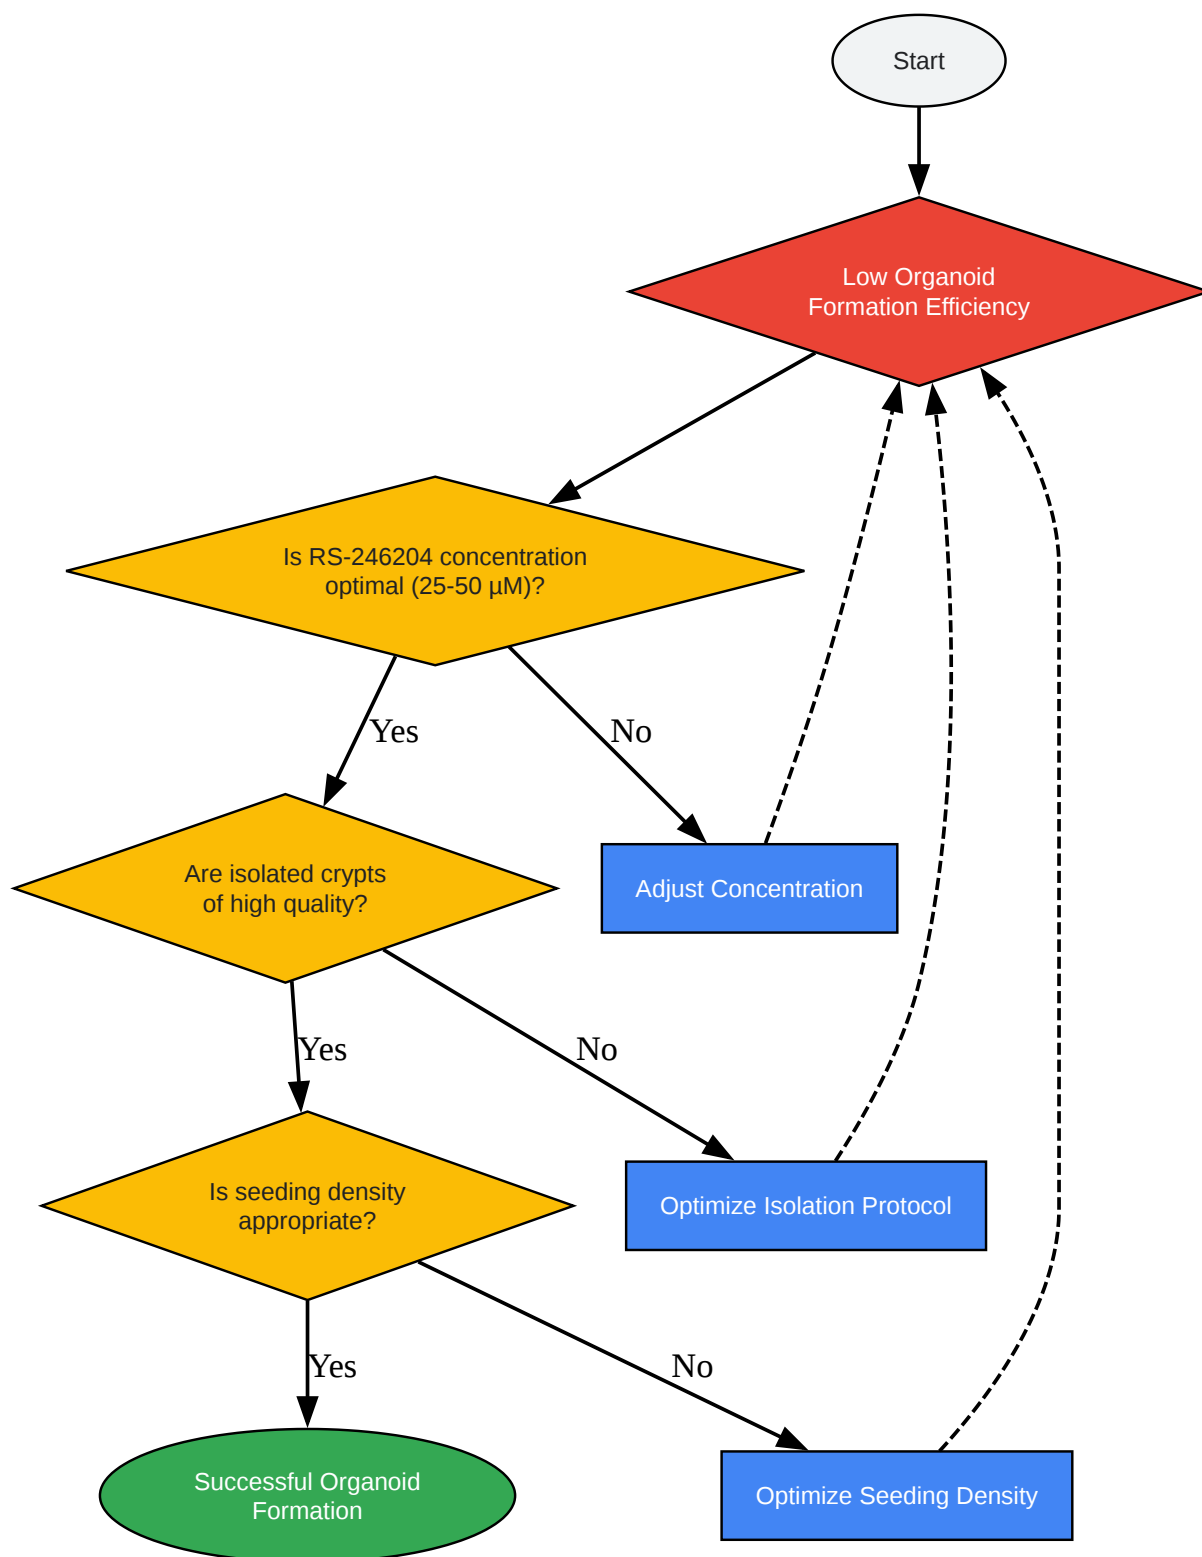 Start
Low Organoid
Formation Efficiency
Is RS-246204 concentration
optimal (25-50 µM)?
Yes
No
Are isolated crypts
of high quality?
Adjust Concentration
Yes
No
Is seeding density
appropriate?
Optimize Isolation Protocol
Yes
No
Successful Organoid
Formation
Optimize Seeding Density